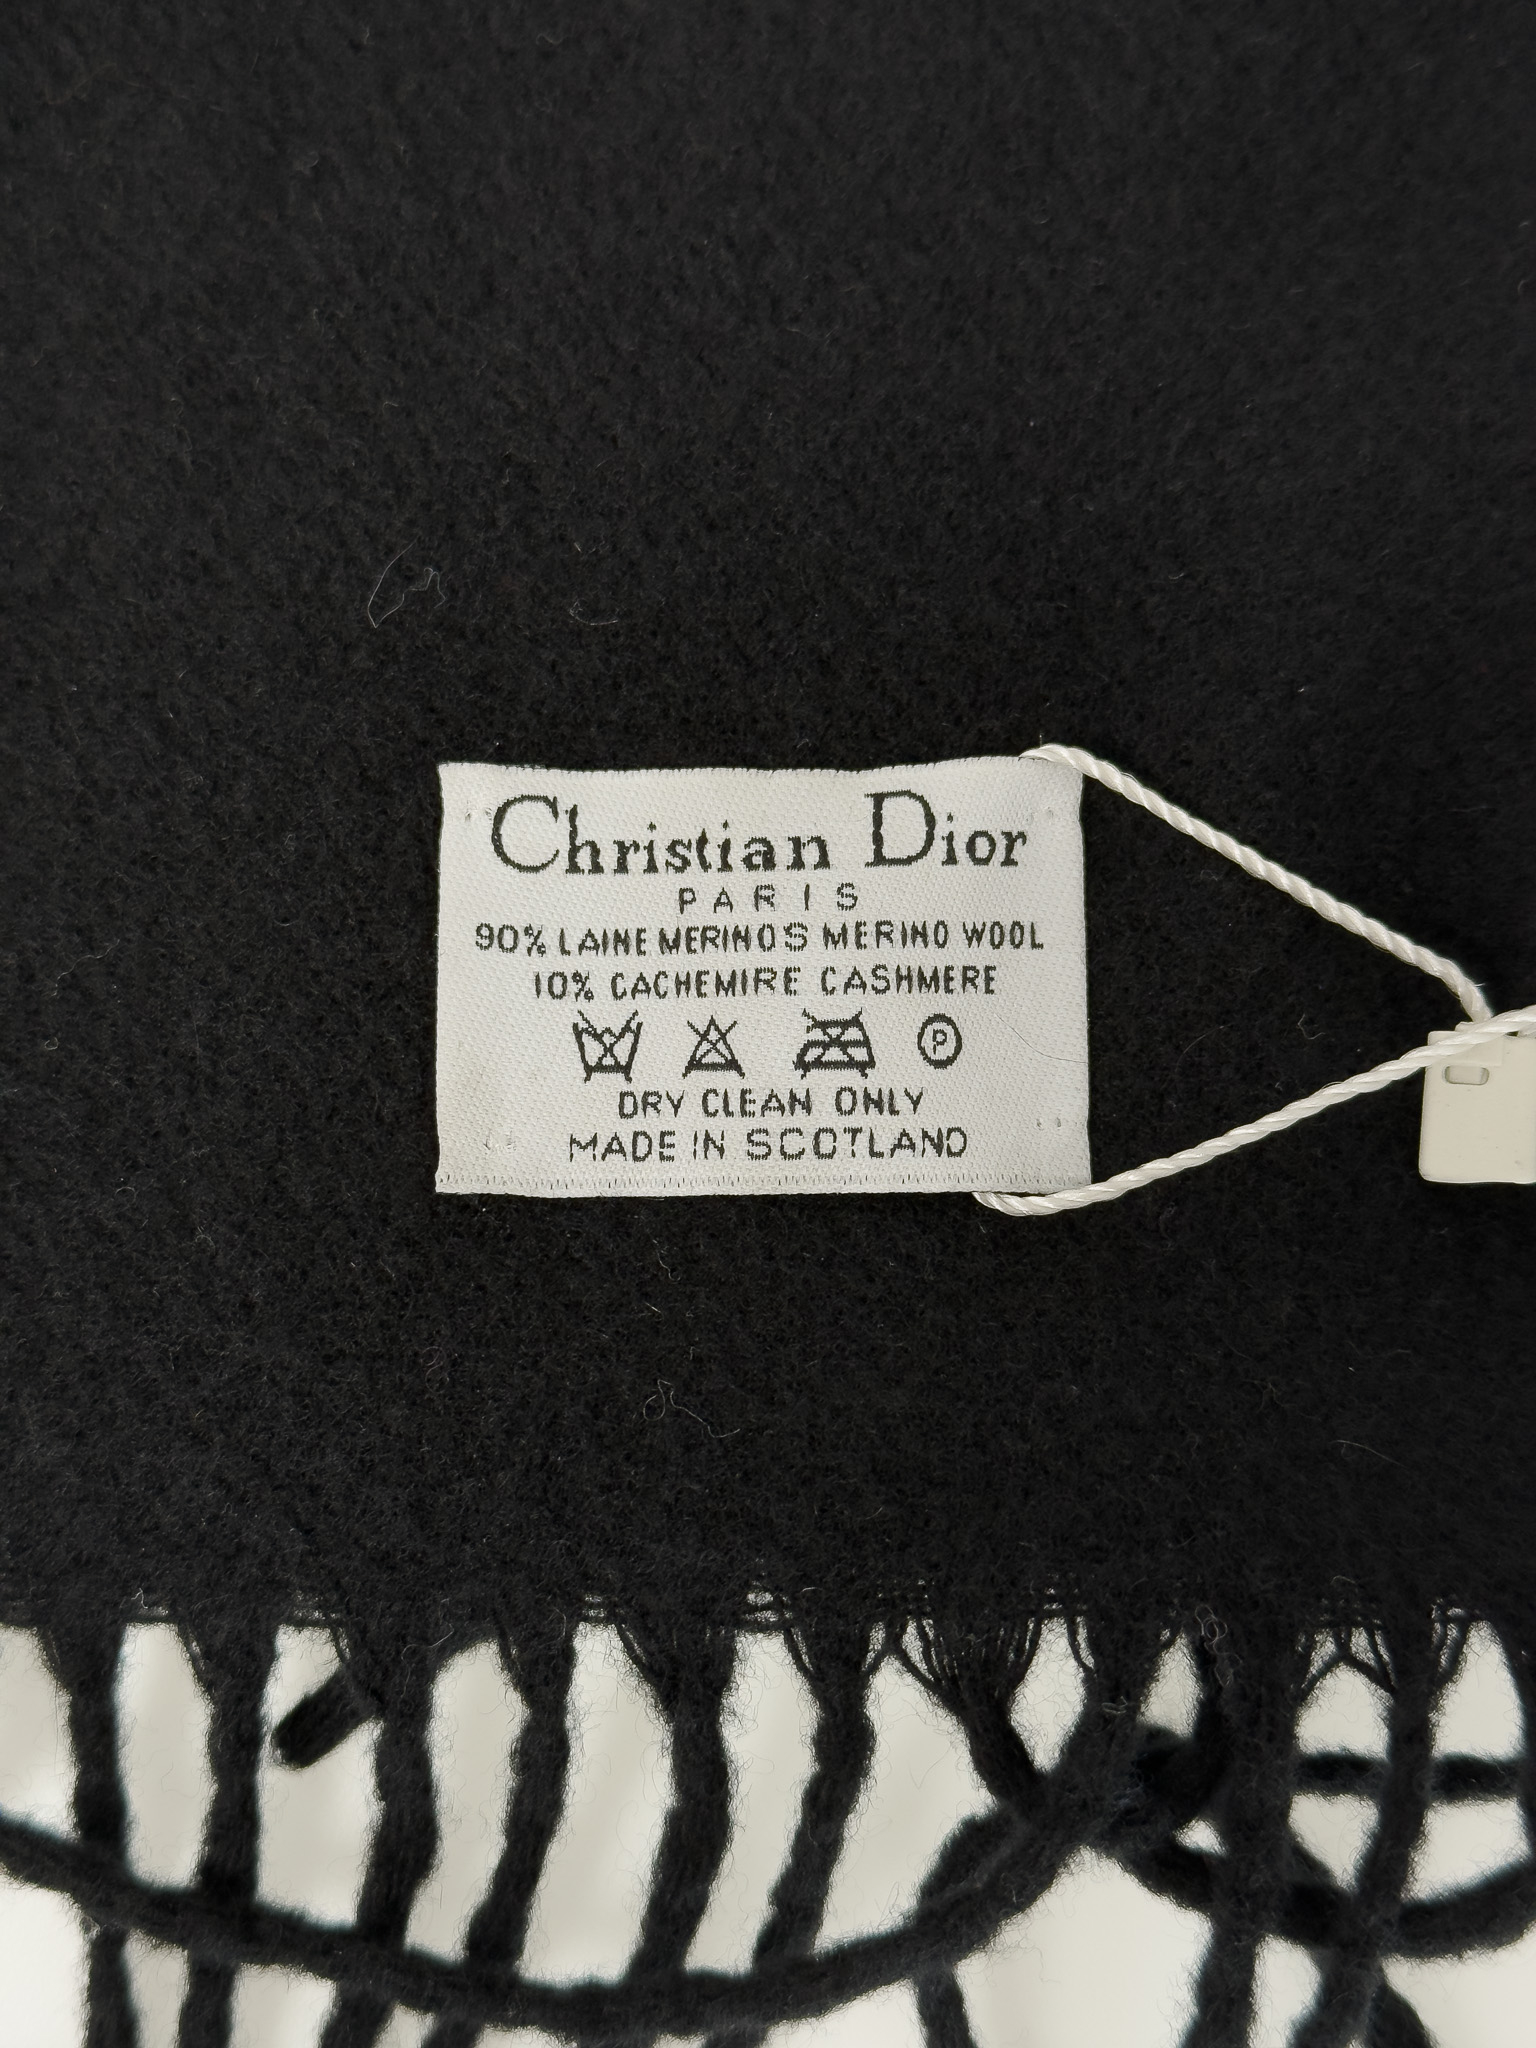 Christian Dior
PARIS
90% LAINE MERINOS MERINO WOOL
10% CACHEMIRE CASHMERE
P
DRY CLEAN ONLY
MADE IN SCOTLAND